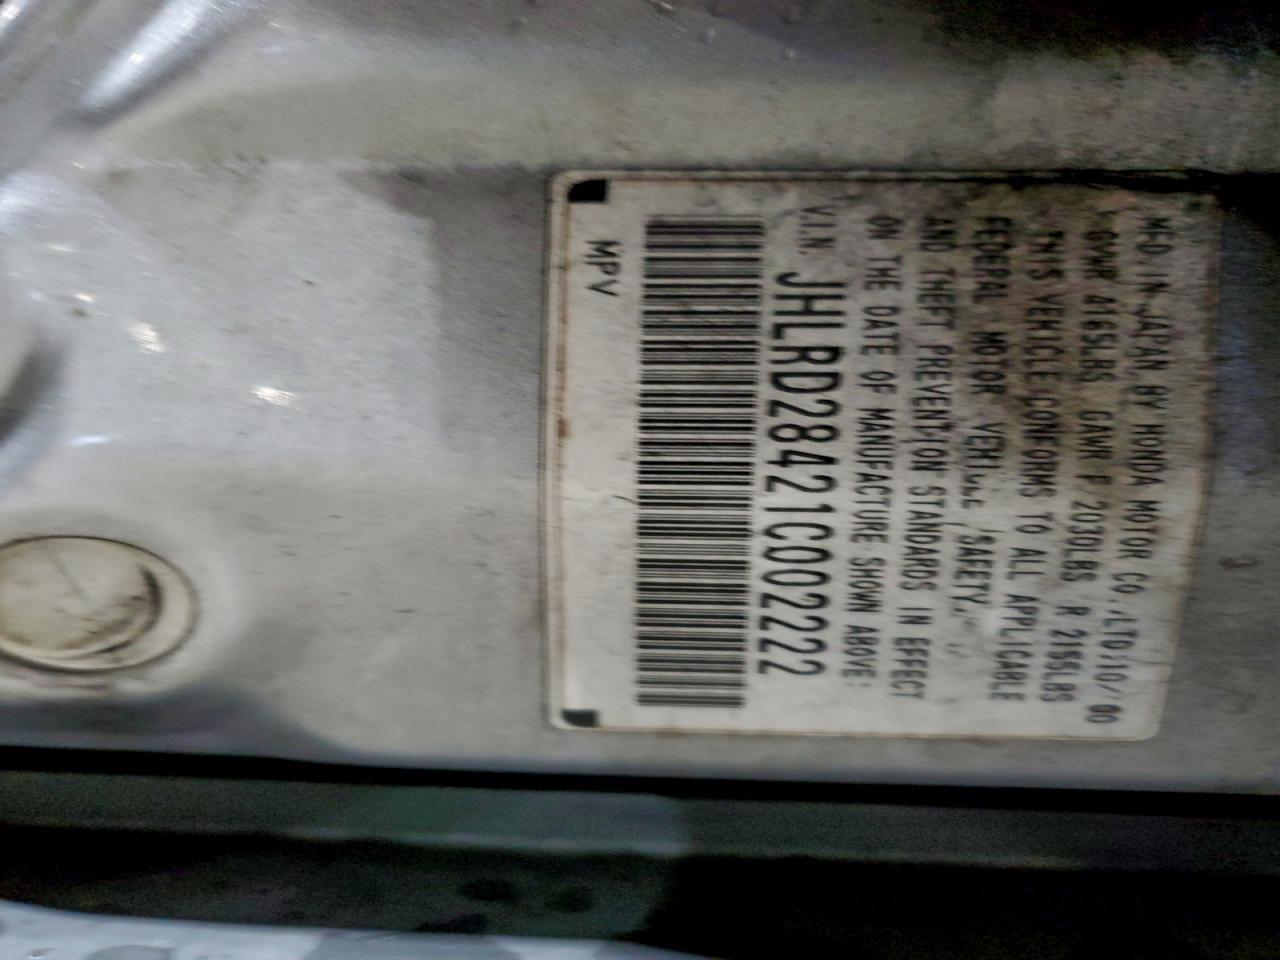 MFD IN JAPAN BY HONDA MOTOR CO.,LTD.10/00
GVWR 4165LBS GAWR F 2030LBS R 2155LBS
THIS VEHICLE CONFORMS TO ALL APPLICABLE
FEDERAL MOTOR VEHICLE SAFETY
AND THEFT PREVENTION STANDARDS IN EFFECT
ON THE DATE OF MANUFACTURE SHOWN ABOVE:
V.I.N. JHLRD28421C002222
MPV